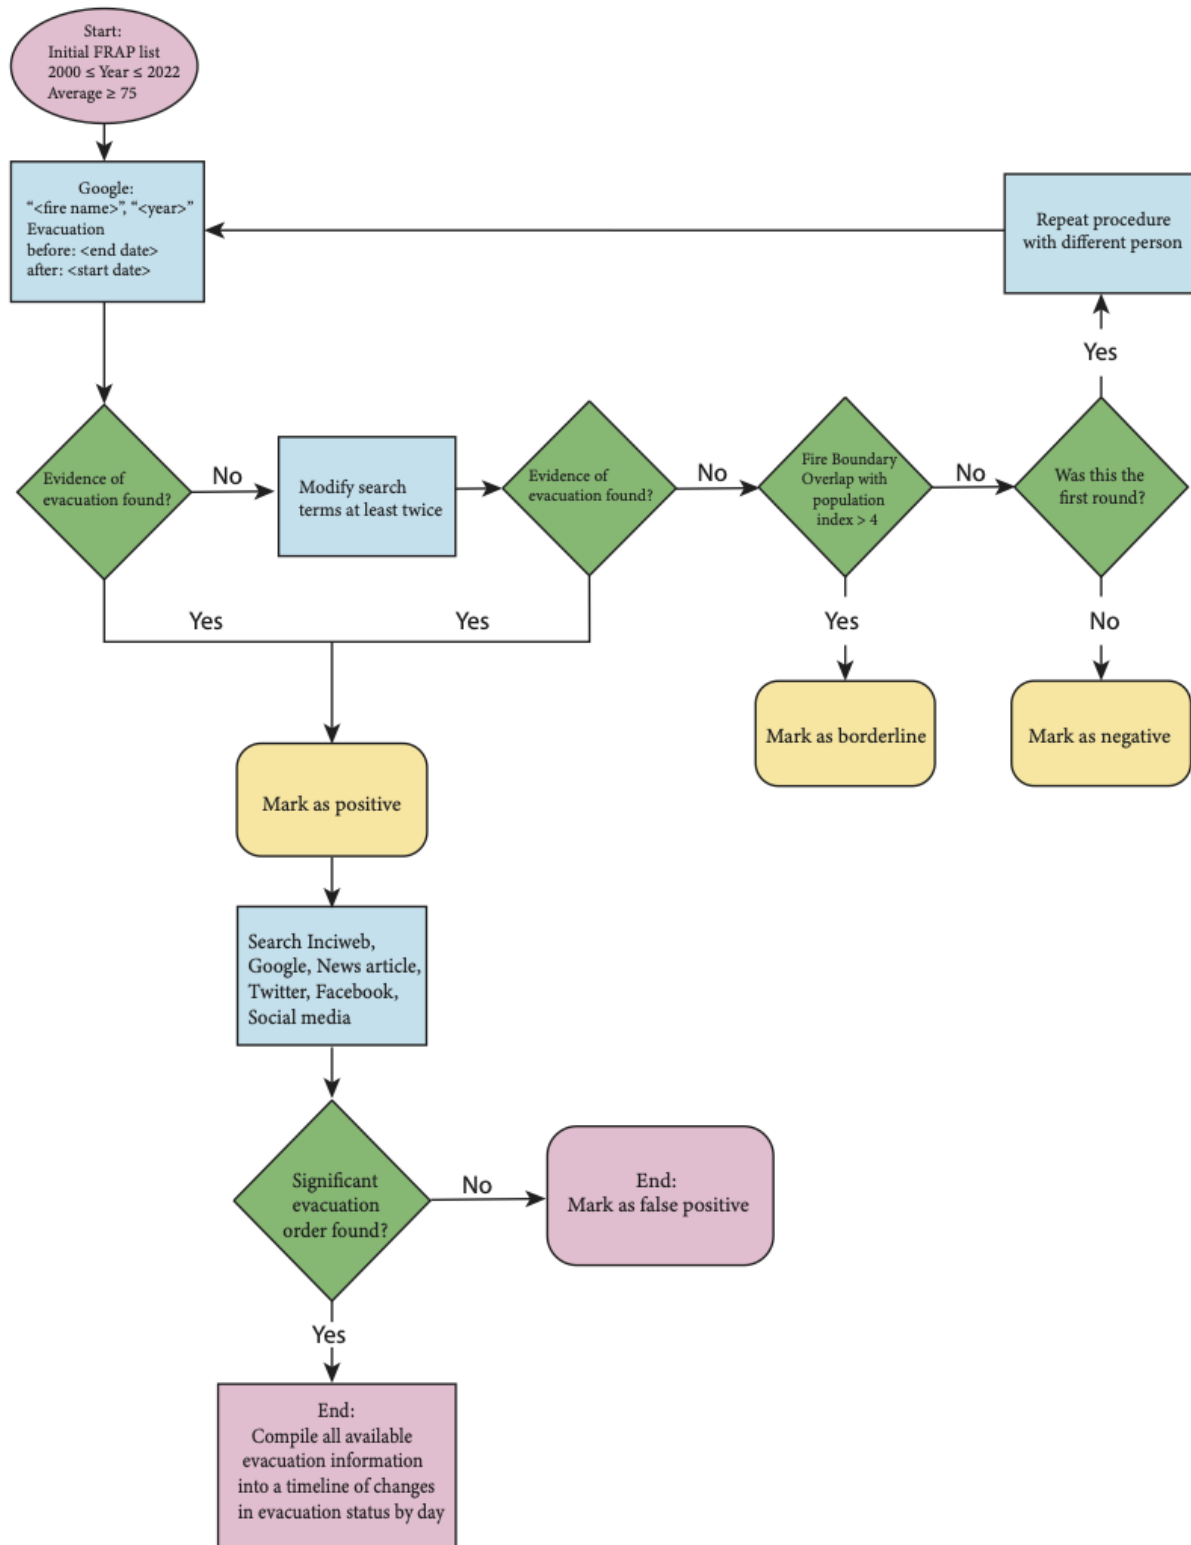 Start:
Initial FRAP list
2000 ≤ Year ≤ 2022
Average ≥ 75
Google:
“<fire name>”, “<year>”
Evacuation
before: <end date>
after: <start date>
Repeat procedure
with different person
Yes
Evidence of
evacuation found?
No
Modify search
terms at least twice
Evidence of
evacuation found?
No
Fire Boundary
Overlap with
population
index > 4
No
Was this the
first round?
Yes
Yes
Yes
No
Mark as positive
Mark as borderline
Mark as negative
Search Inciweb,
Google, News article,
Twitter, Facebook,
Social media
Significant
evacuation
order found?
No
End:
Mark as false positive
Yes
End:
Compile all available
evacuation information
into a timeline of changes
in evacuation status by day